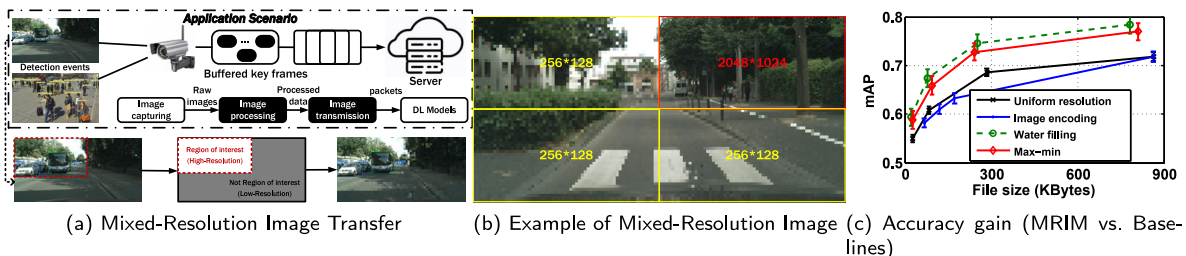 Application Scenario
Detection events
Buffered key frames
Server
Raw images
Processed data
packets
Image capturing
Image processing
Image transmission
DL Models
Region of interest
(High-Resolution)
Not Region of interest
(Low-Resolution)
(a) Mixed-Resolution Image Transfer
256*128
2048*1024
256*128
256*128
(b) Example of Mixed-Resolution Image
mAP
0.8
0.7
0.6
0.5
Uniform resolution
Image encoding
Water filling
Max−min
0
300
600
900
File size (KBytes)
(c) Accuracy gain (MRIM vs. Base-
lines)